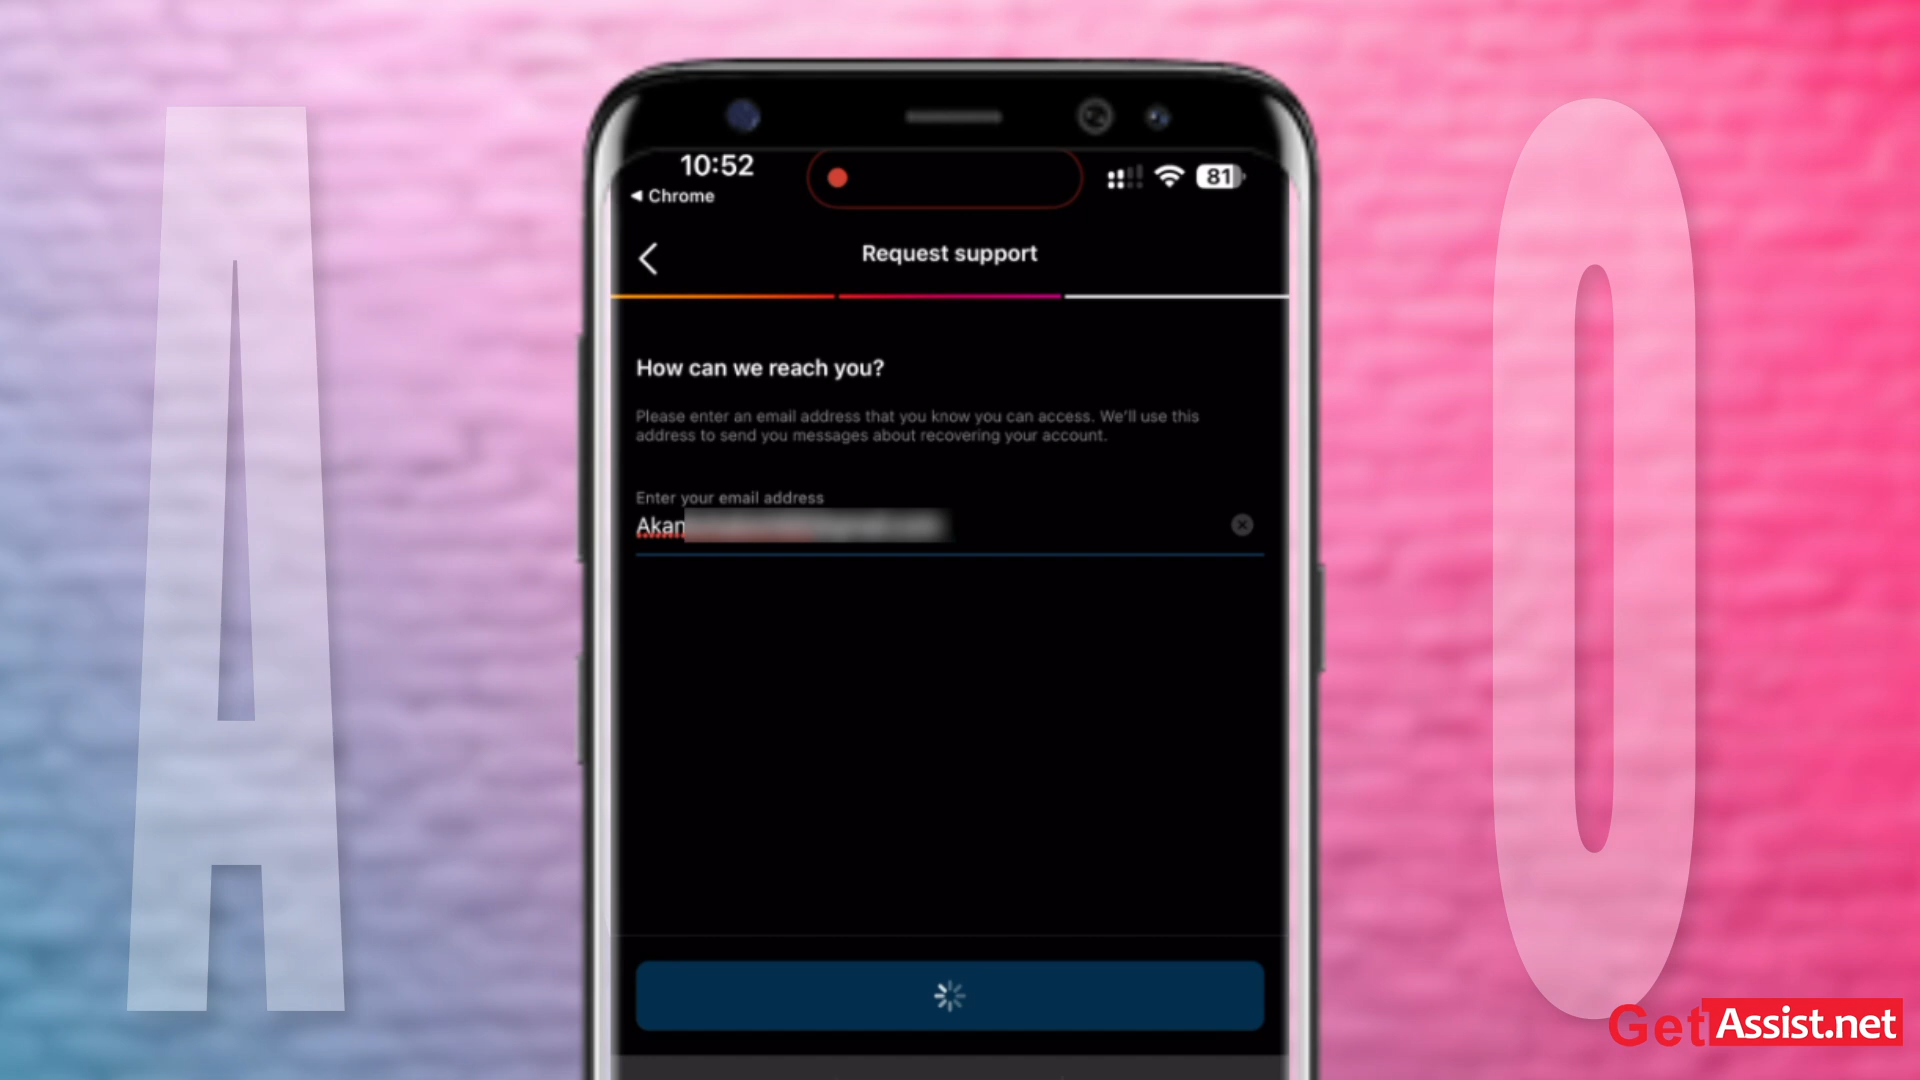 A
O
10:52
81
◀ Chrome
Request support
How can we reach you?
Please enter an email address that you know you can access. We'll use this
address to send you messages about recovering your account.
Enter your email address
Akan
GetAssist.net